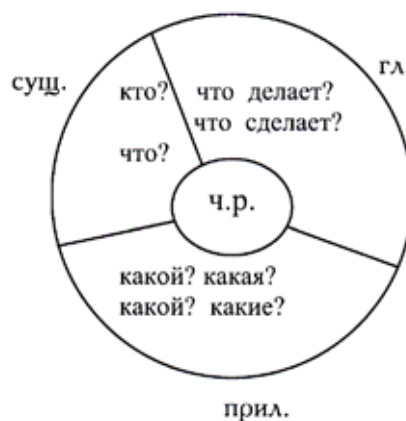 сущ.
гл
кто?
что?
что делает?
что сделает?
ч.р.
какой? какая?
какой? какие?
прил.